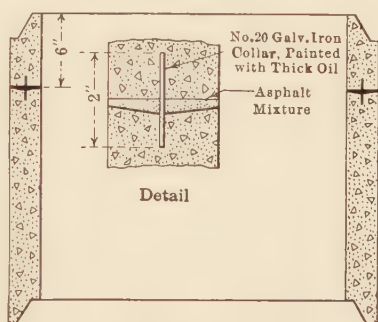 6"
2"
No.20 Galv. Iron
Collar, Painted
with Thick Oil
Asphalt
Mixture
Detail